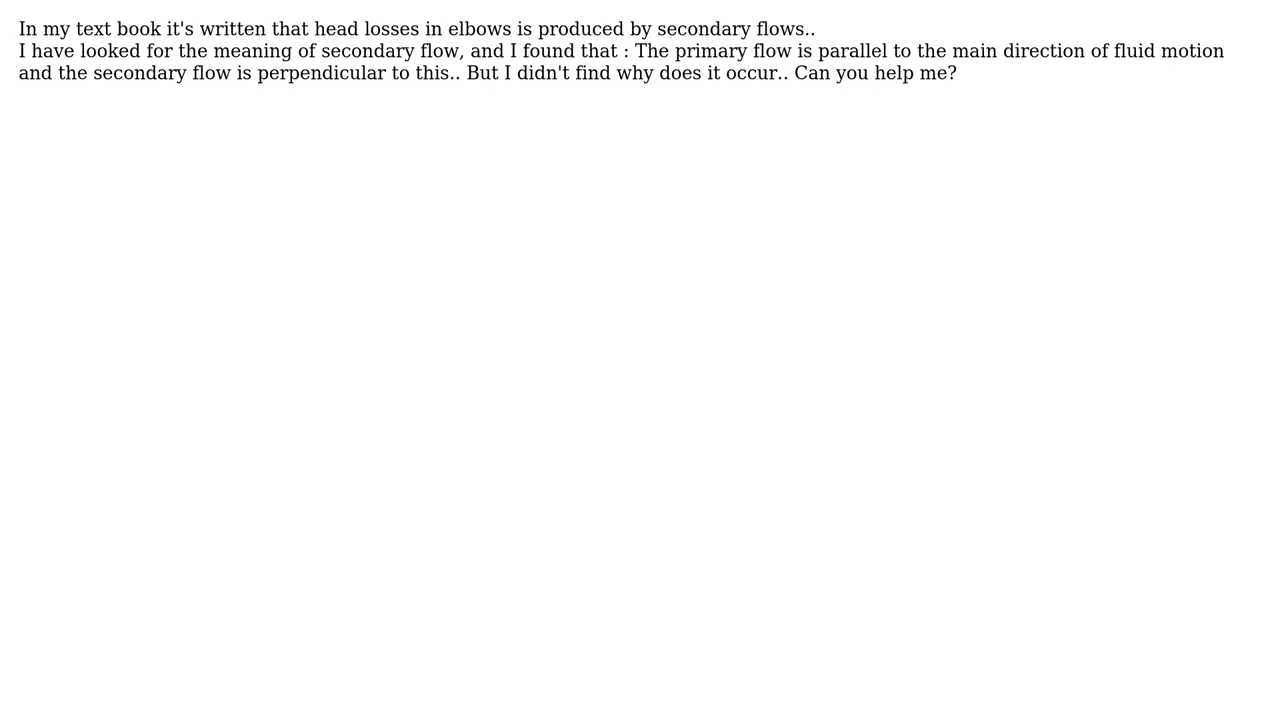 In my text book it's written that head losses in elbows is produced by secondary flows..
I have looked for the meaning of secondary flow, and I found that : The primary flow is parallel to the main direction of fluid motion
and the secondary flow is perpendicular to this.. But I didn't find why does it occur.. Can you help me?